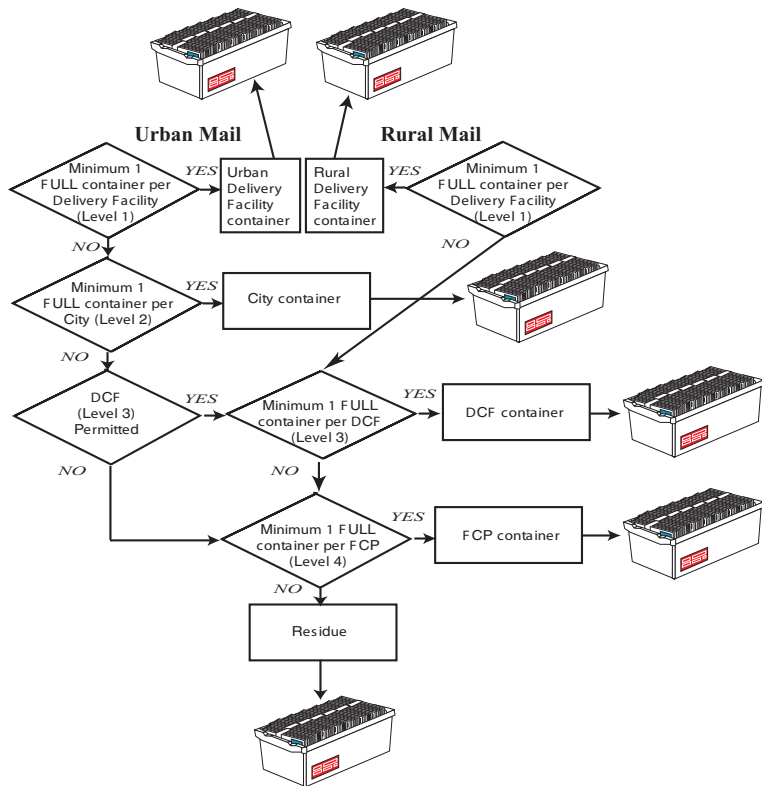 Urban Mail
Rural Mail
Minimum 1
FULL container per
Delivery Facility
(Level 1)
YES
Urban
Delivery
Facility
container
Rural
Delivery
Facility
container
YES
Minimum 1
FULL container per
Delivery Facility
(Level 1)
NO
NO
Minimum 1
FULL container per
City (Level 2)
YES
City container
NO
DCF
(Level 3)
Permitted
YES
Minimum 1 FULL
container per DCF
(Level 3)
YES
DCF container
NO
NO
Minimum 1 FULL
container per FCP
(Level 4)
YES
FCP container
NO
Residue